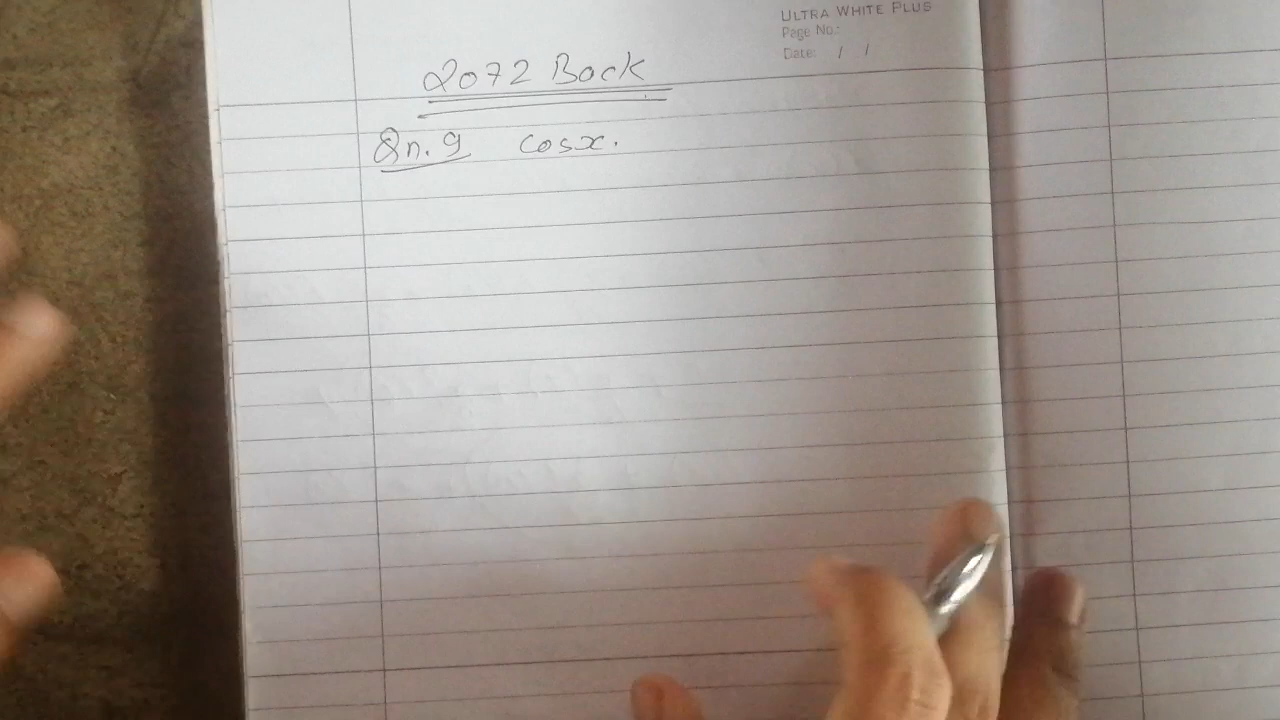 ULTRA WHITE PLUS
Page No.:
Date: / /
2072 Back
Qn. 9 cosx.